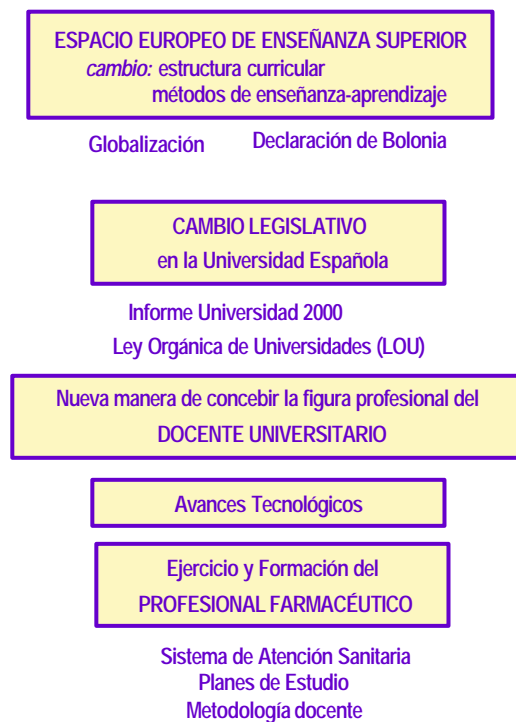 ESPACIO EUROPEO DE ENSEÑANZA SUPERIOR
cambio: estructura curricular
métodos de enseñanza-aprendizaje
Globalización
Declaración de Bolonia
CAMBIO LEGISLATIVO
en la Universidad Española
Informe Universidad 2000
Ley Orgánica de Universidades (LOU)
Nueva manera de concebir la figura profesional del
DOCENTE UNIVERSITARIO
Avances Tecnológicos
Ejercicio y Formación del
PROFESIONAL FARMACÉUTICO
Sistema de Atención Sanitaria
Planes de Estudio
Metodología docente